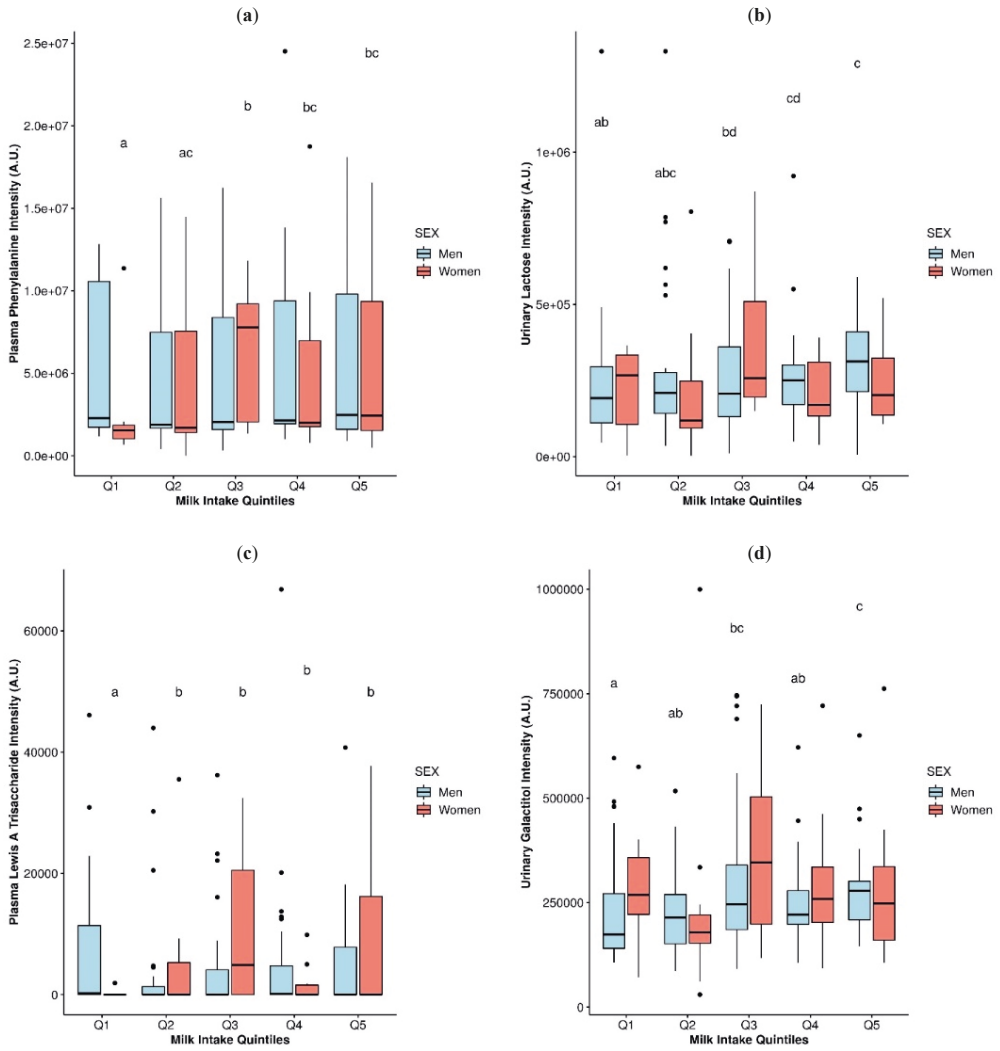 (a)
Plasma Phenylalanine Intensity (A.U.)
2.5e+07
2.0e+07
1.5e+07
1.0e+07
5.0e+06
0.0e+00
a
ac
b
bc
bc
Q1 Q2 Q3 Q4 Q5
Milk Intake Quintiles
SEX
Men
Women
(b)
Urinary Lactose Intensity (A.U.)
1e+06
5e+05
0e+00
ab
abc
bd
cd
c
Q1 Q2 Q3 Q4 Q5
Milk Intake Quintiles
SEX
Men
Women
(c)
Plasma Lewis A Trisaccharide Intensity (A.U.)
60000
40000
20000
0
a
b
b
b
b
Q1 Q2 Q3 Q4 Q5
Milk Intake Quintiles
SEX
Men
Women
(d)
Urinary Galactitol Intensity (A.U.)
1000000
750000
500000
250000
0
a
ab
bc
ab
c
Q1 Q2 Q3 Q4 Q5
Milk Intake Quintiles
SEX
Men
Women